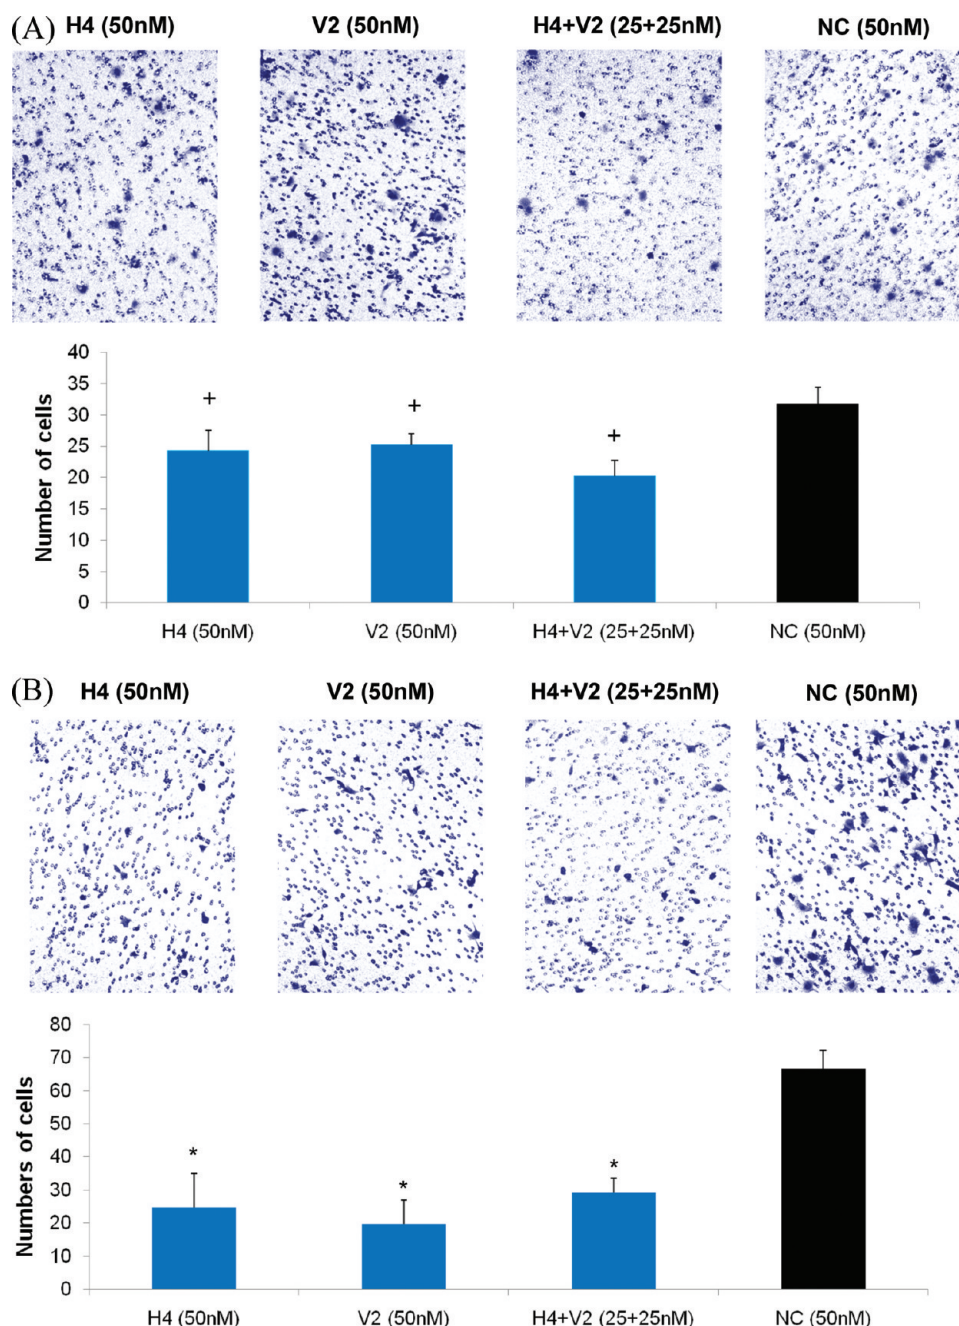 (A) H4 (50nM) V2 (50nM) H4+V2 (25+25nM) NC (50nM)
40
35
30
25
20
15
10
5
0
Number of cells
+ + +
H4 (50nM) V2 (50nM) H4+V2 (25+25nM) NC (50nM)
(B) H4 (50nM) V2 (50nM) H4+V2 (25+25nM) NC (50nM)
80
70
60
50
40
30
20
10
0
Numbers of cells
* * *
H4 (50nM) V2 (50nM) H4+V2 (25+25nM) NC (50nM)